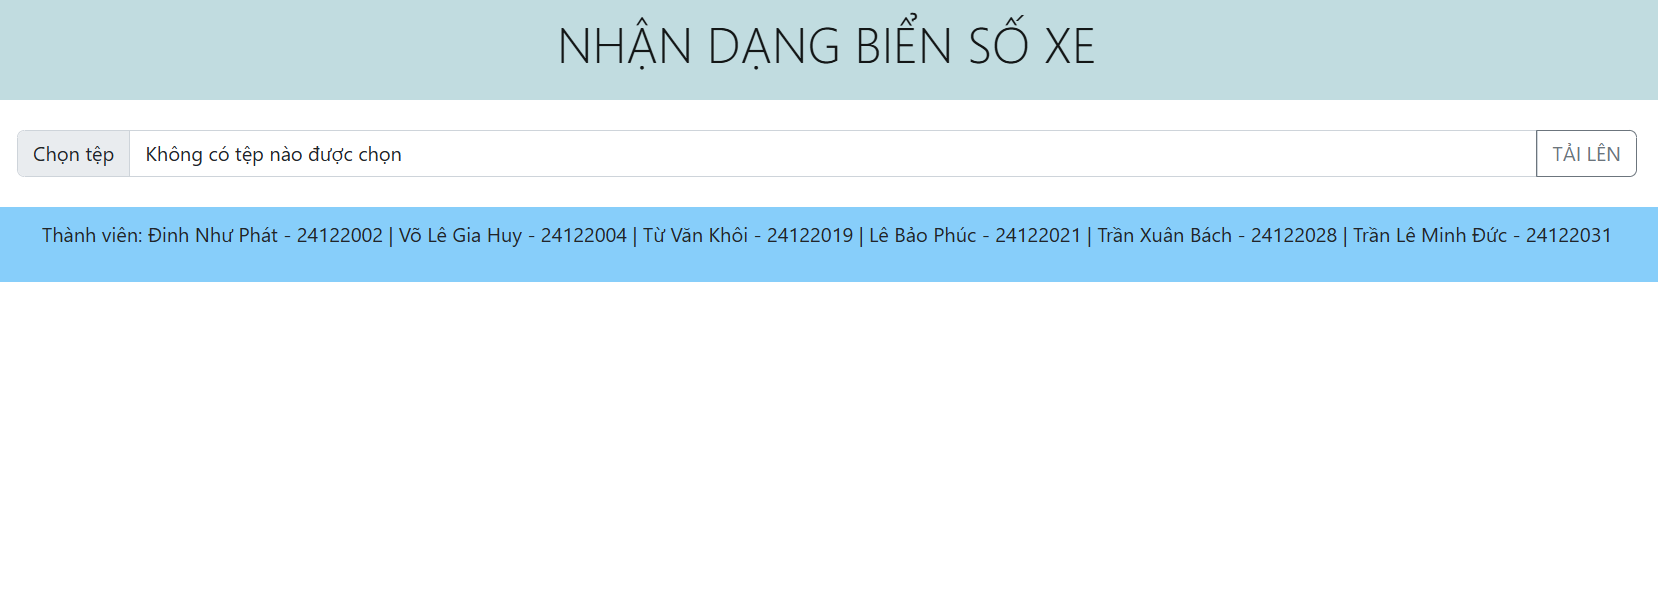 NHẬN DẠNG BIỂN SỐ XE
Chọn tệp Không có tệp nào được chọn TẢI LÊN
Thành viên: Đinh Như Phát - 24122002 | Võ Lê Gia Huy - 24122004 | Từ Văn Khôi - 24122019 | Lê Bảo Phúc - 24122021 | Trần Xuân Bách - 24122028 | Trần Lê Minh Đức - 24122031